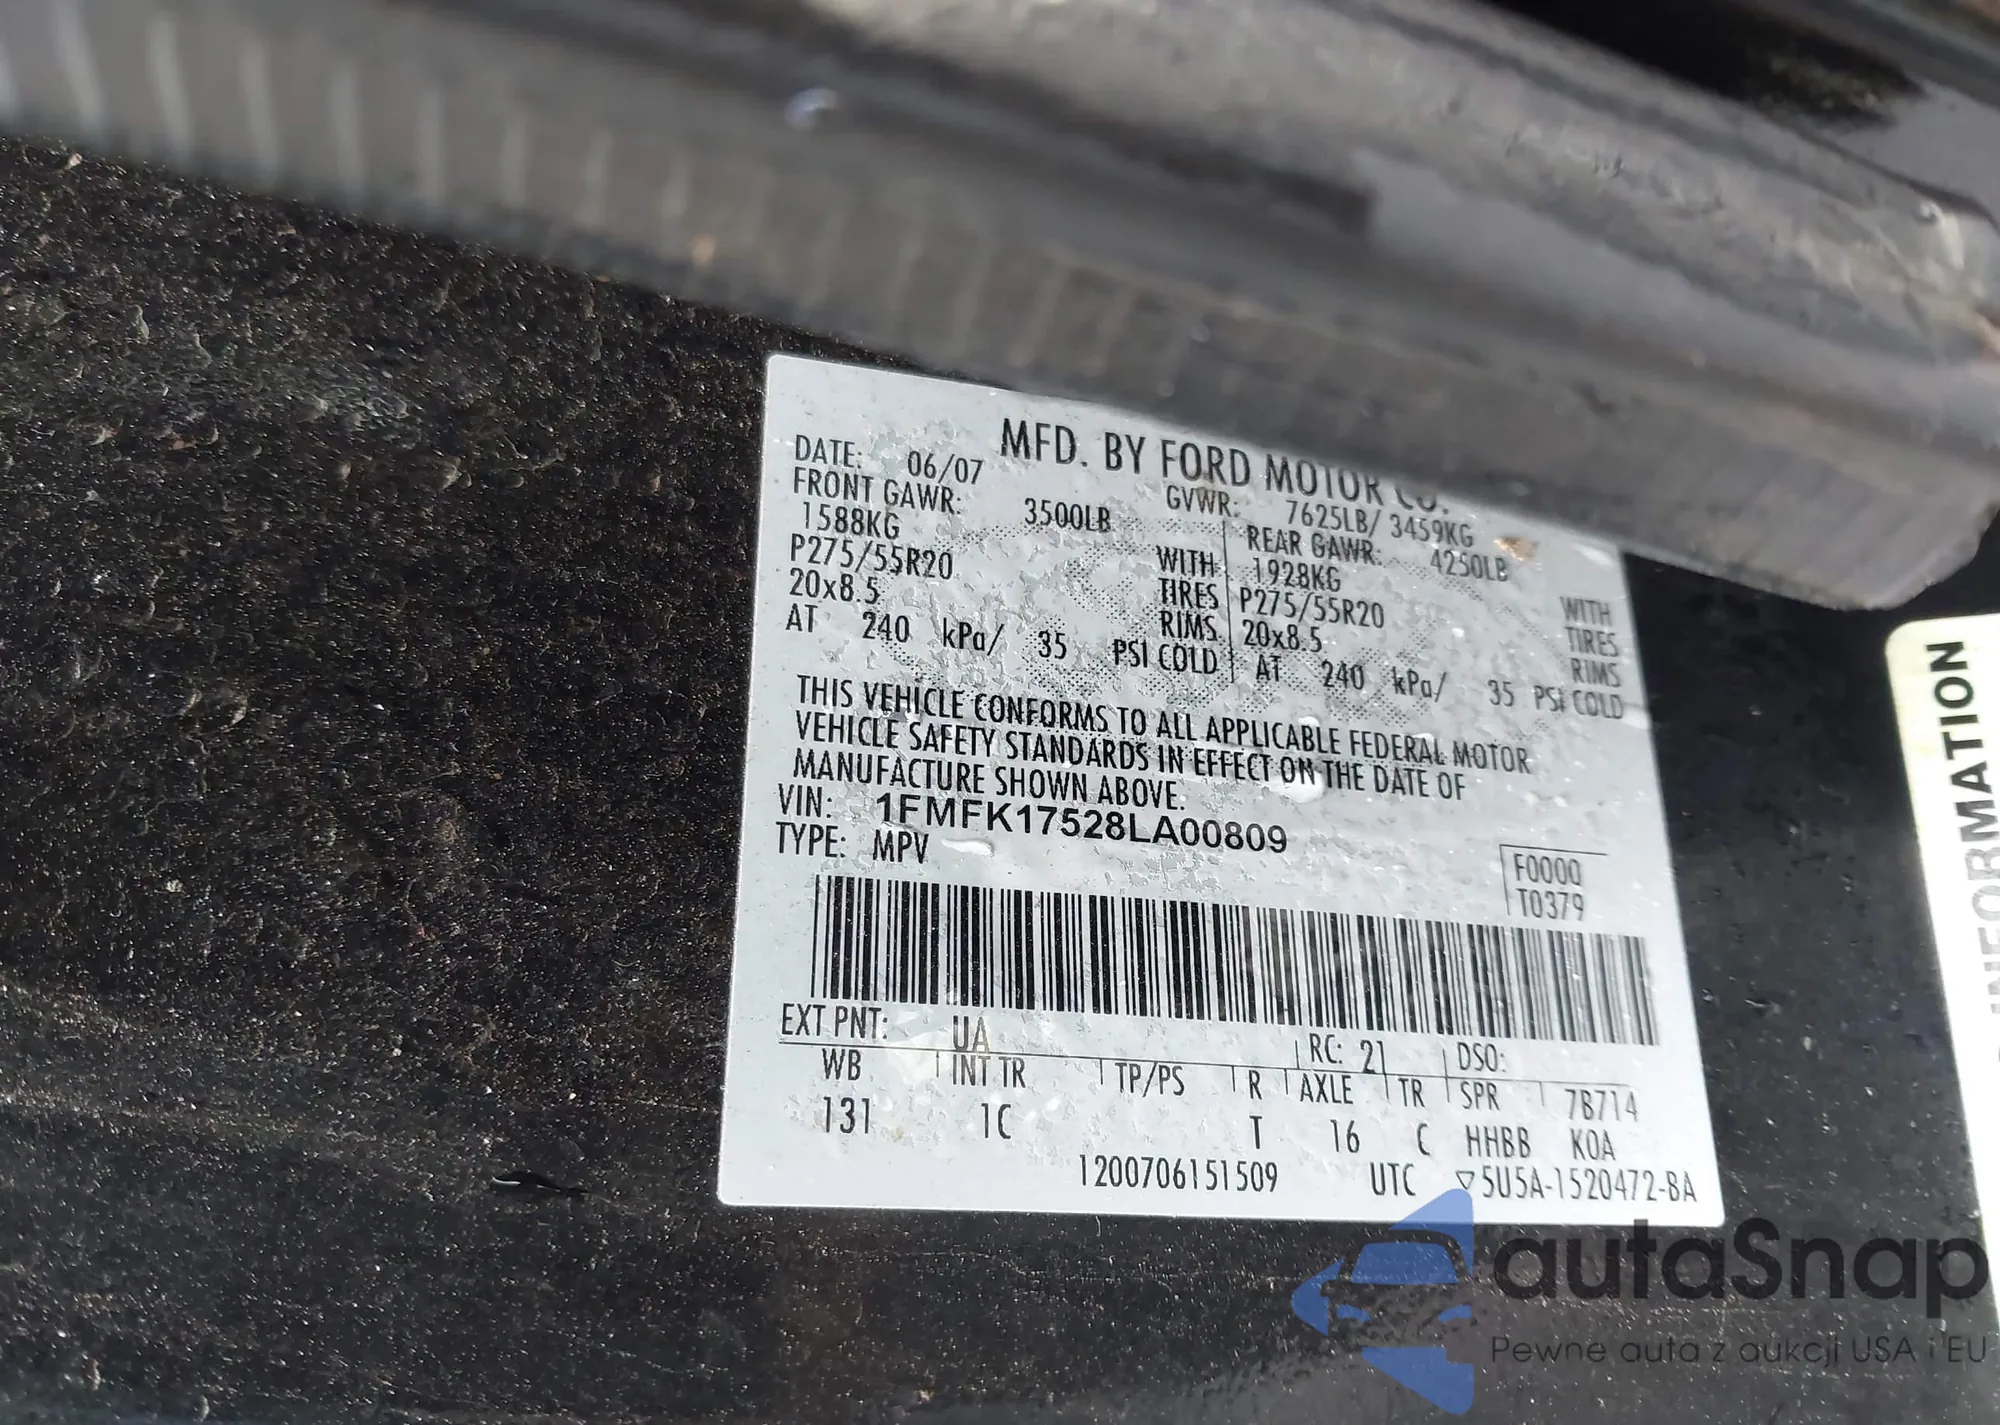 MFD. BY FORD MOTOR CO.
DATE: 06/07 GVWR: 7625LB/ 3459KG
FRONT GAWR: 3500LB REAR GAWR: 4250LB
1588KG WITH 1928KG WITH
P275/55R20 TIRES P275/55R20 TIRES
20x8.5 RIMS 20x8.5 RIMS
AT 240 kPa/ 35 PSI COLD AT 240 kPa/ 35 PSI COLD
THIS VEHICLE CONFORMS TO ALL APPLICABLE FEDERAL MOTOR
VEHICLE SAFETY STANDARDS IN EFFECT ON THE DATE OF
MANUFACTURE SHOWN ABOVE.
VIN: 1FMFK17528LA00809
TYPE: MPV
F0000
T0379
EXT PNT: UA RC: 21 DSO:
WB INT TR TP/PS R AXLE TR SPR 7B714
131 1C T 16 C HHBB KOA
1200706151509 UTC ▽5U5A-1520472-BA
INFORMATION
autaSnap
Pewne auta z aukcji USA i EU